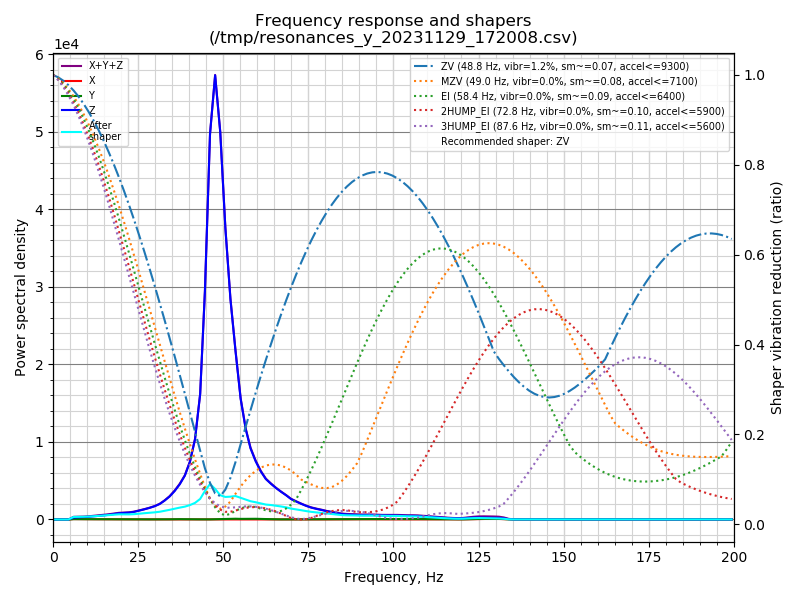 Frequency response and shapers
(/tmp/resonances_y_20231129_172008.csv)
1e4
X+Y+Z
X
Y
Z
After
shaper
ZV (48.8 Hz, vibr=1.2%, sm~=0.07, accel<=9300)
MZV (49.0 Hz, vibr=0.0%, sm~=0.08, accel<=7100)
EI (58.4 Hz, vibr=0.0%, sm~=0.09, accel<=6400)
2HUMP_EI (72.8 Hz, vibr=0.0%, sm~=0.10, accel<=5900)
3HUMP_EI (87.6 Hz, vibr=0.0%, sm~=0.11, accel<=5600)
Recommended shaper: ZV
6
5
4
3
2
1
0
Power spectral density
1.0
0.8
0.6
0.4
0.2
0.0
Shaper vibration reduction (ratio)
0 25 50 75 100 125 150 175 200
Frequency, Hz